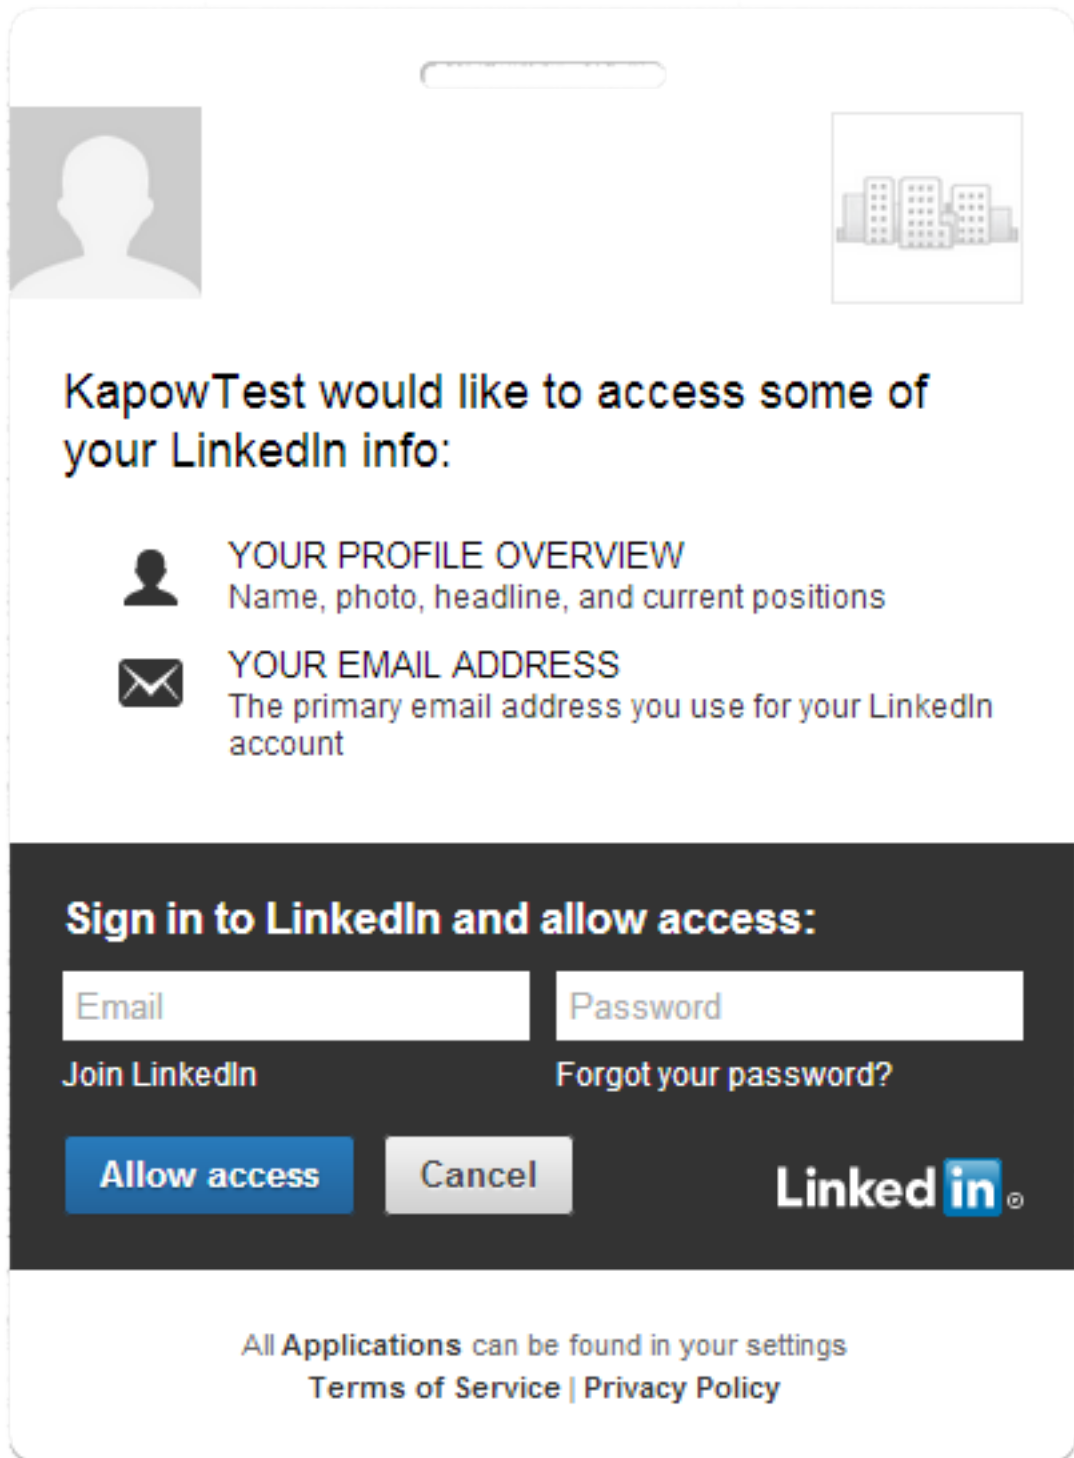 KapowTest would like to access some of
your LinkedIn info:
YOUR PROFILE OVERVIEW
Name, photo, headline, and current positions
YOUR EMAIL ADDRESS
The primary email address you use for your LinkedIn
account
Sign in to LinkedIn and allow access:
Email Password
Join LinkedIn Forgot your password?
Allow access Cancel Linked in ®
All Applications can be found in your settings
Terms of Service | Privacy Policy